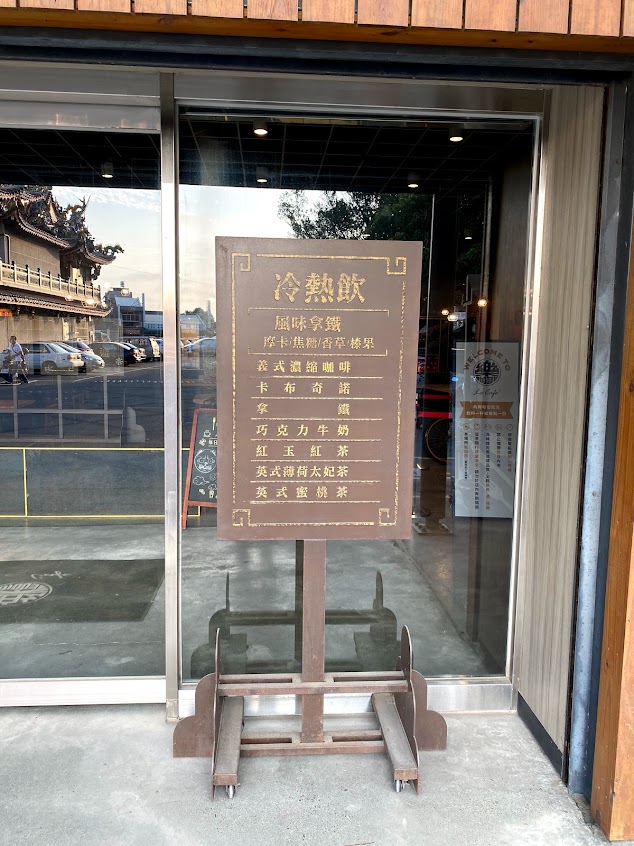 冷熱飲
風味拿鐵
摩卡/焦糖/香草/榛果
義式濃縮咖啡
卡布奇諾
拿鐵
巧克力牛奶
紅玉紅茶
英式薄荷太妃茶
英式蜜桃茶
WELCOME TO